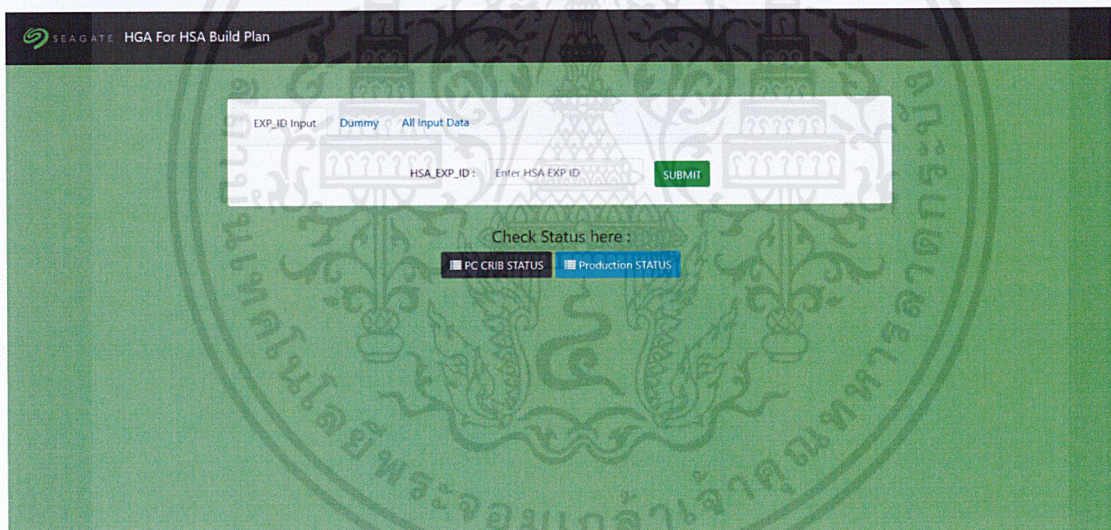 SEAGATE HGA For HSA Build Plan
EXP_ID Input Dummy All Input Data
HSA_EXP_ID : Enter HSA EXP ID SUBMIT
Check Status here :
PC CRIB STATUS Production STATUS